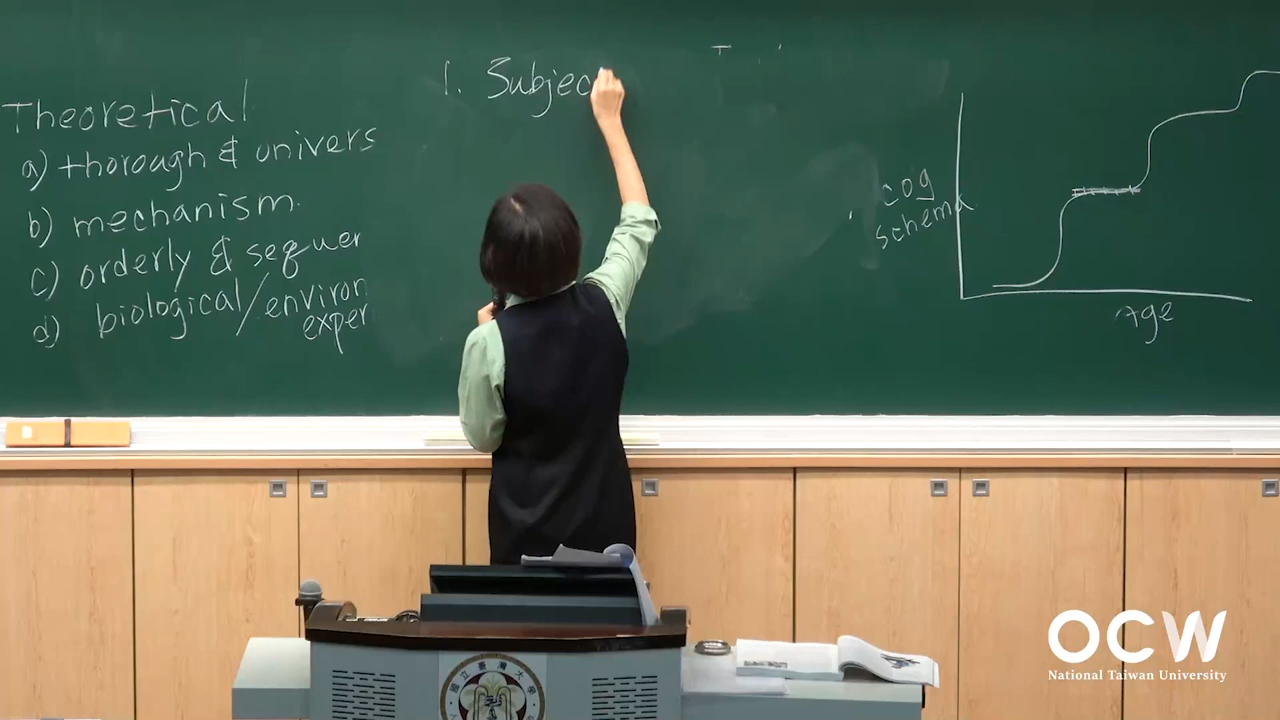 Theoretical
a) thorough & univers
b) mechanism.
c) orderly & sequer
d) biological/environ
exper
1. Subjec
cog
schema
Age
OCW
National Taiwan University